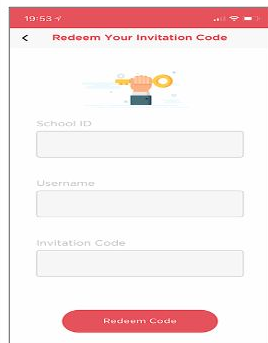 19:53
Redeem Your Invitation Code
School ID
Username
Invitation Code
Redeem Code